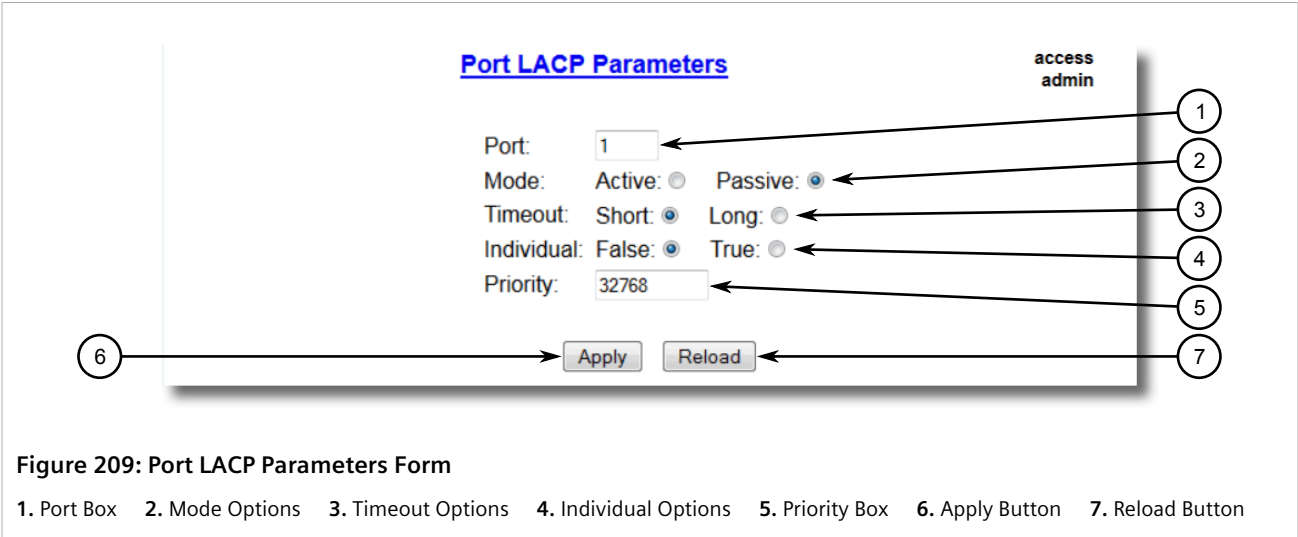 Port LACP Parameters
access
admin
Port: 1
Mode: Active: Passive:
Timeout: Short: Long:
Individual: False: True:
Priority: 32768
Apply Reload
1
2
3
4
5
6
7
Figure 209: Port LACP Parameters Form
1. Port Box 2. Mode Options 3. Timeout Options 4. Individual Options 5. Priority Box 6. Apply Button 7. Reload Button